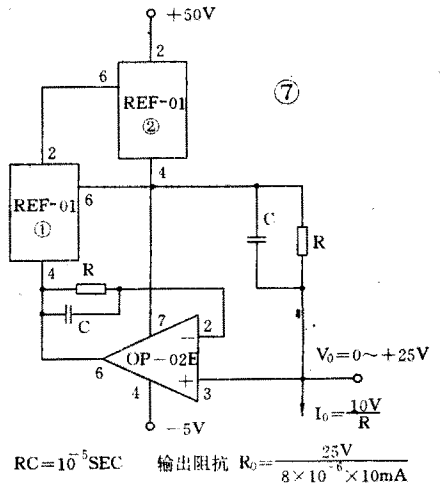 +50V
2
6
REF-01
②
⑦
2
4
REF-01
①
6
4
C
R
R
C
7
2
−
OP-02E
6
+
3
4
−5V
V₀=0～+25V
I₀=10V/R
RC=10⁻⁵SEC 输出阻抗 R₀=25V/8×10⁻⁶×10mA